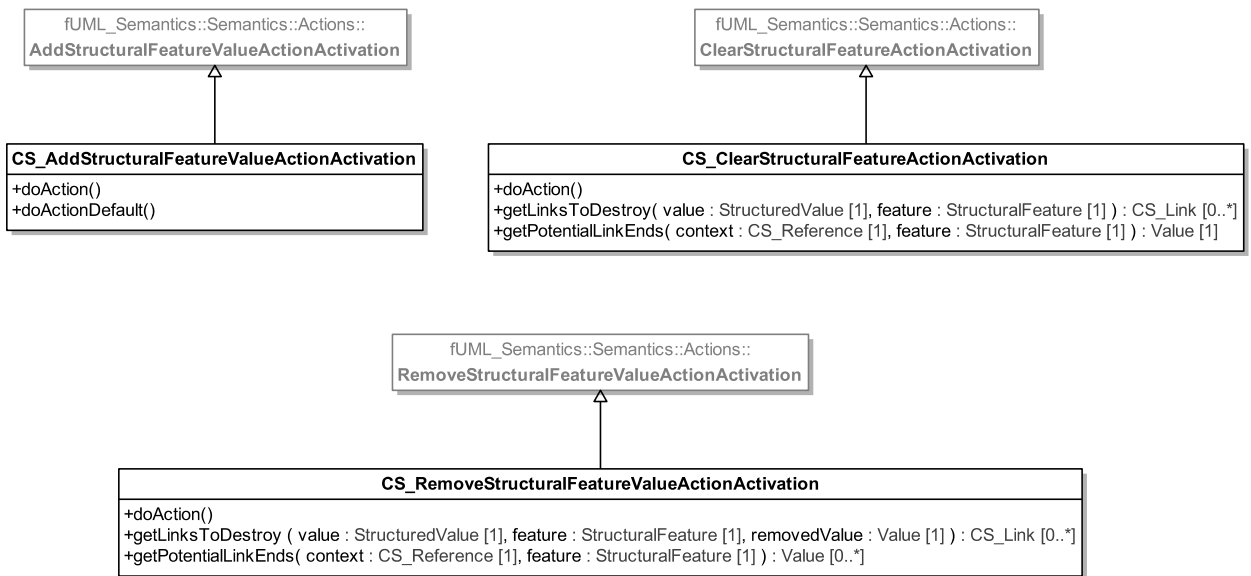 fUML_Semantics::Semantics::Actions::
AddStructuralFeatureValueActionActivation
CS_AddStructuralFeatureValueActionActivation
+doAction()
+doActionDefault()
fUML_Semantics::Semantics::Actions::
ClearStructuralFeatureActionActivation
CS_ClearStructuralFeatureActionActivation
+doAction()
+getLinksToDestroy( value : StructuredValue [1], feature : StructuralFeature [1] ) : CS_Link [0..*]
+getPotentialLinkEnds( context : CS_Reference [1], feature : StructuralFeature [1] ) : Value [1]
fUML_Semantics::Semantics::Actions::
RemoveStructuralFeatureValueActionActivation
CS_RemoveStructuralFeatureValueActionActivation
+doAction()
+getLinksToDestroy ( value : StructuredValue [1], feature : StructuralFeature [1], removedValue : Value [1] ) : CS_Link [0..*]
+getPotentialLinkEnds( context : CS_Reference [1], feature : StructuralFeature [1] ) : Value [0..*]